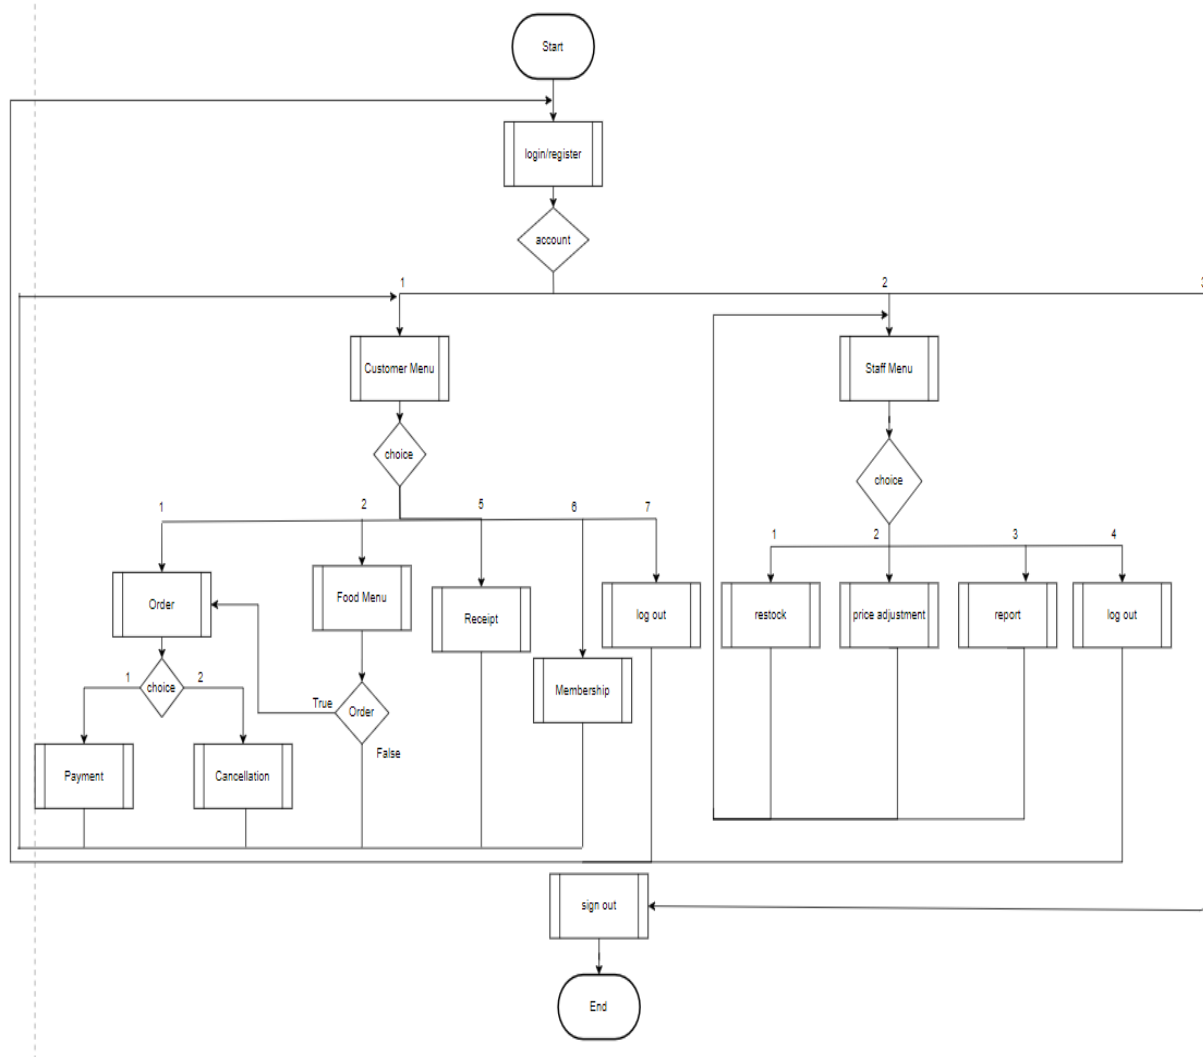 Start
login/register
account
1
2
3
Customer Menu
Staff Menu
choice
choice
1
2
5
6
7
1
2
3
4
Order
Food Menu
Receipt
log out
restock
price adjustment
report
log out
choice
1
2
Membership
True
Order
False
Payment
Cancellation
sign out
End